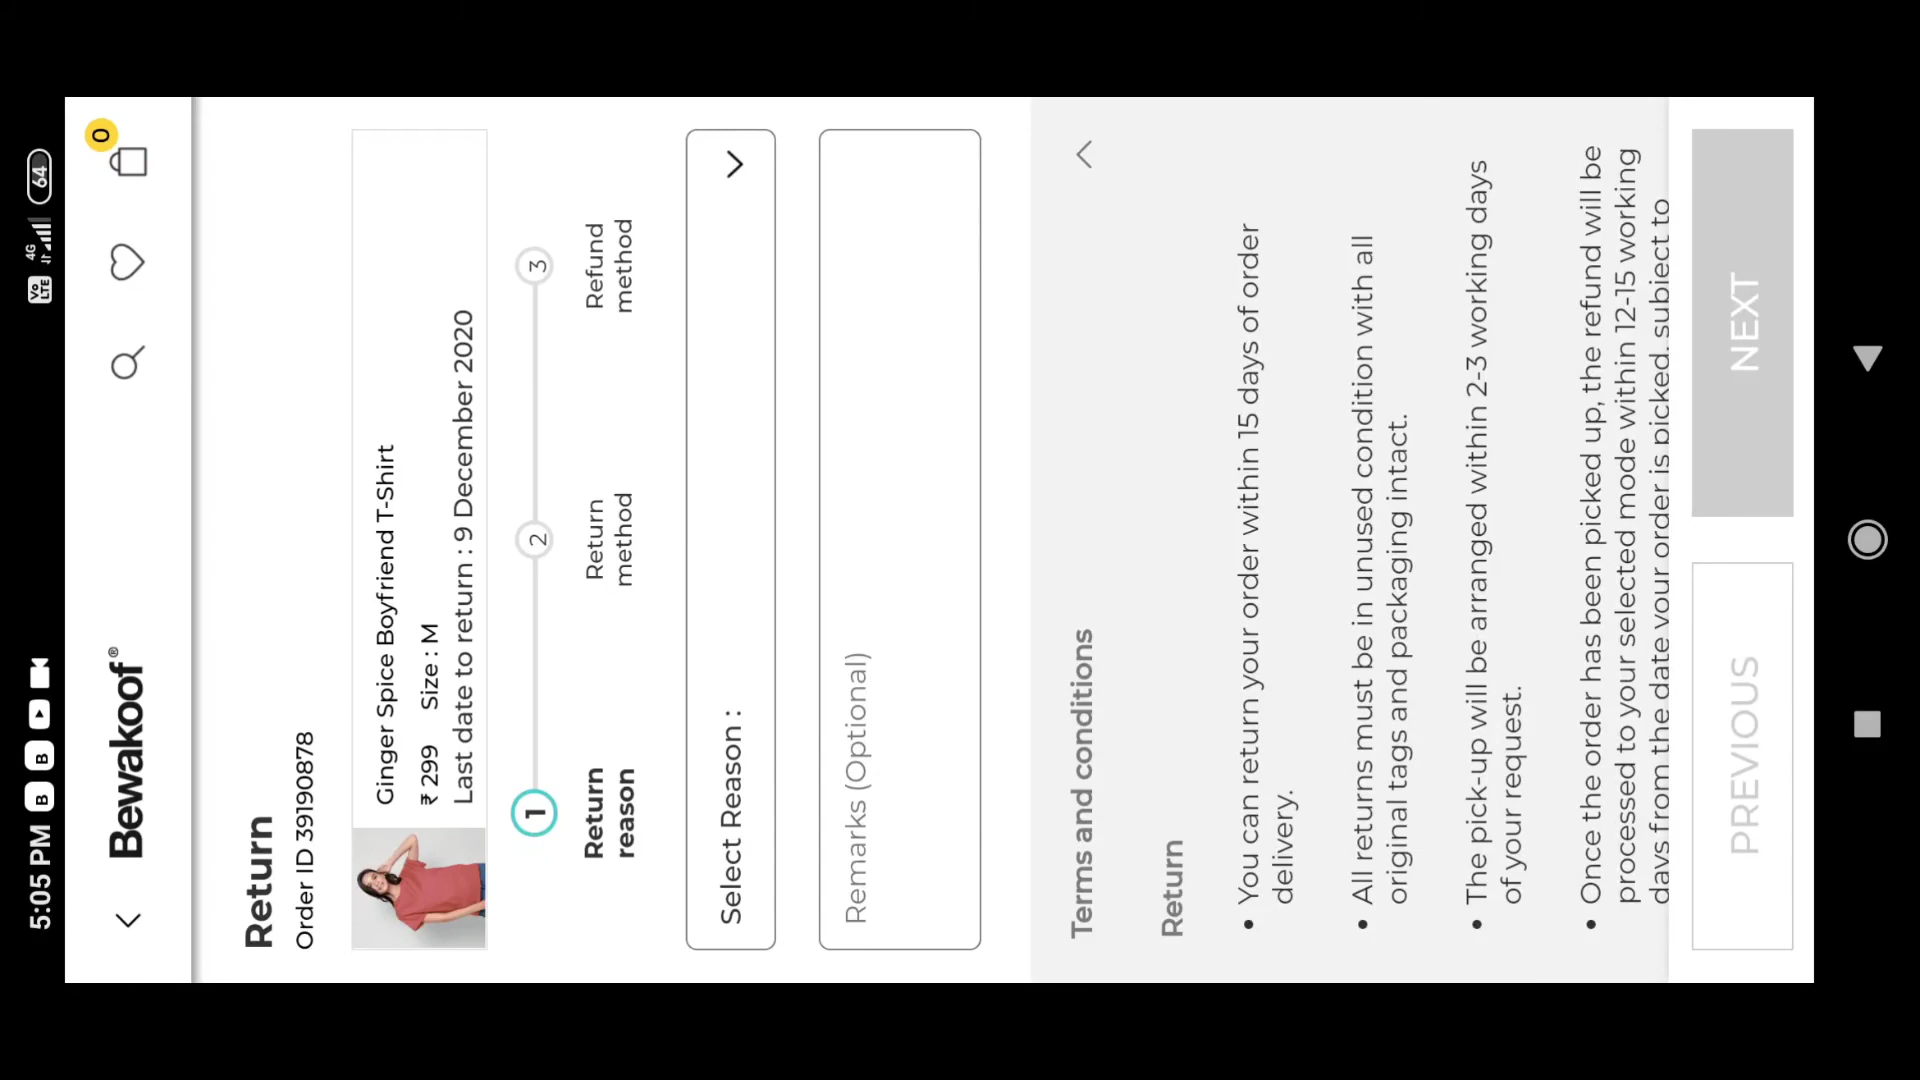 5:05 PM B B Vo LTE 4G 64
Bewakoof® 0
Return
Order ID 39190878
Ginger Spice Boyfriend T-Shirt
₹ 299 Size : M
Last date to return : 9 December 2020
1 2 3
Return reason
Return method
Refund method
Select Reason :
Remarks (Optional)
Terms and conditions
Return
• You can return your order within 15 days of order
delivery.
• All returns must be in unused condition with all
original tags and packaging intact.
• The pick-up will be arranged within 2-3 working days
of your request.
• Once the order has been picked up, the refund will be
processed to your selected mode within 12-15 working
days from the date your order is picked, subject to
PREVIOUS NEXT